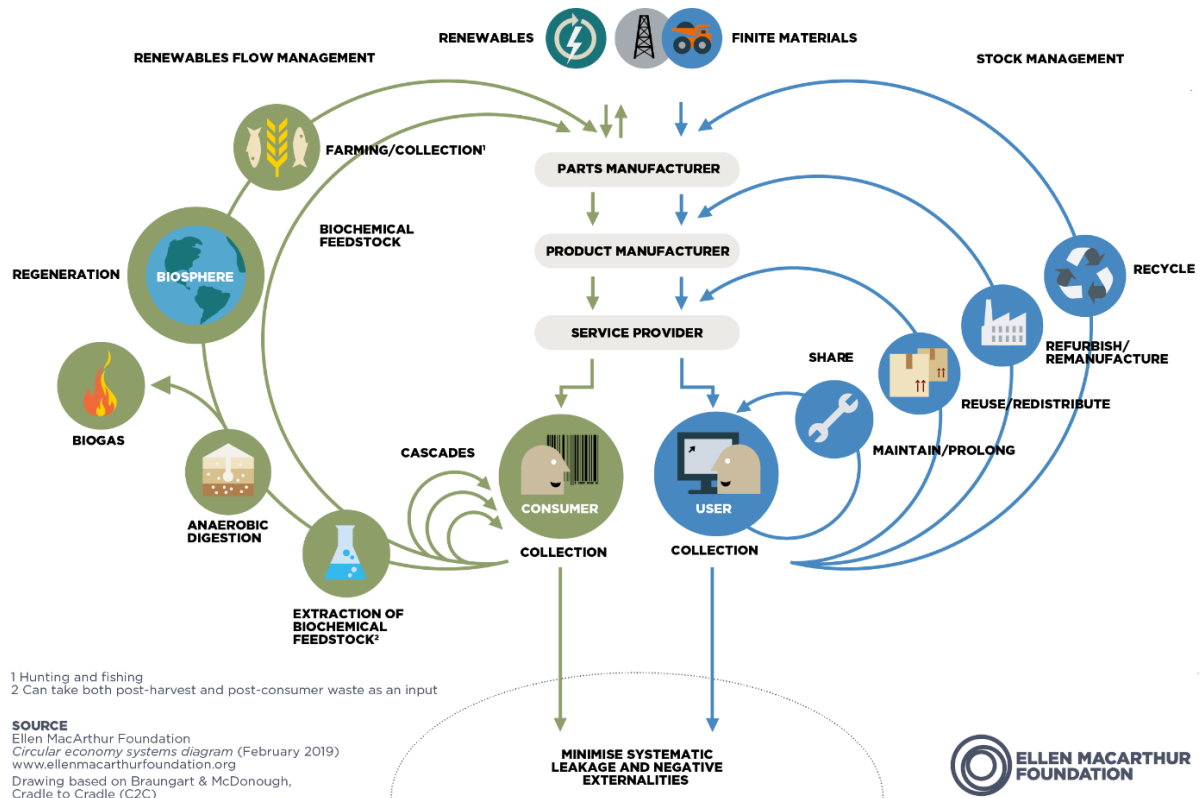 RENEWABLES
FINITE MATERIALS
RENEWABLES FLOW MANAGEMENT
STOCK MANAGEMENT
FARMING/COLLECTION¹
PARTS MANUFACTURER
BIOCHEMICAL
FEEDSTOCK
PRODUCT MANUFACTURER
REGENERATION
BIOSPHERE
RECYCLE
SERVICE PROVIDER
SHARE
REFURBISH/
REMANUFACTURE
REUSE/REDISTRIBUTE
BIOGAS
CASCADES
MAINTAIN/PROLONG
CONSUMER
USER
ANAEROBIC
DIGESTION
COLLECTION
COLLECTION
EXTRACTION OF
BIOCHEMICAL
FEEDSTOCK²
1 Hunting and fishing
2 Can take both post-harvest and post-consumer waste as an input
SOURCE
Ellen MacArthur Foundation
Circular economy systems diagram (February 2019)
www.ellenmacarthurfoundation.org
Drawing based on Braungart & McDonough,
Cradle to Cradle (C2C)
MINIMISE SYSTEMATIC
LEAKAGE AND NEGATIVE
EXTERNALITIES
ELLEN MACARTHUR
FOUNDATION